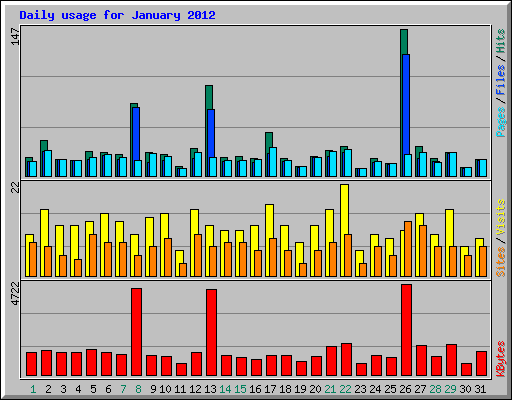 Daily usage for January 2012
147
Pages / Files / Hits
22
Sites / Visits
4722
KBytes
1 2 3 4 5 6 7 8 9 10 11 12 13 14 15 16 17 18 19 20 21 22 23 24 25 26 27 28 29 30 31